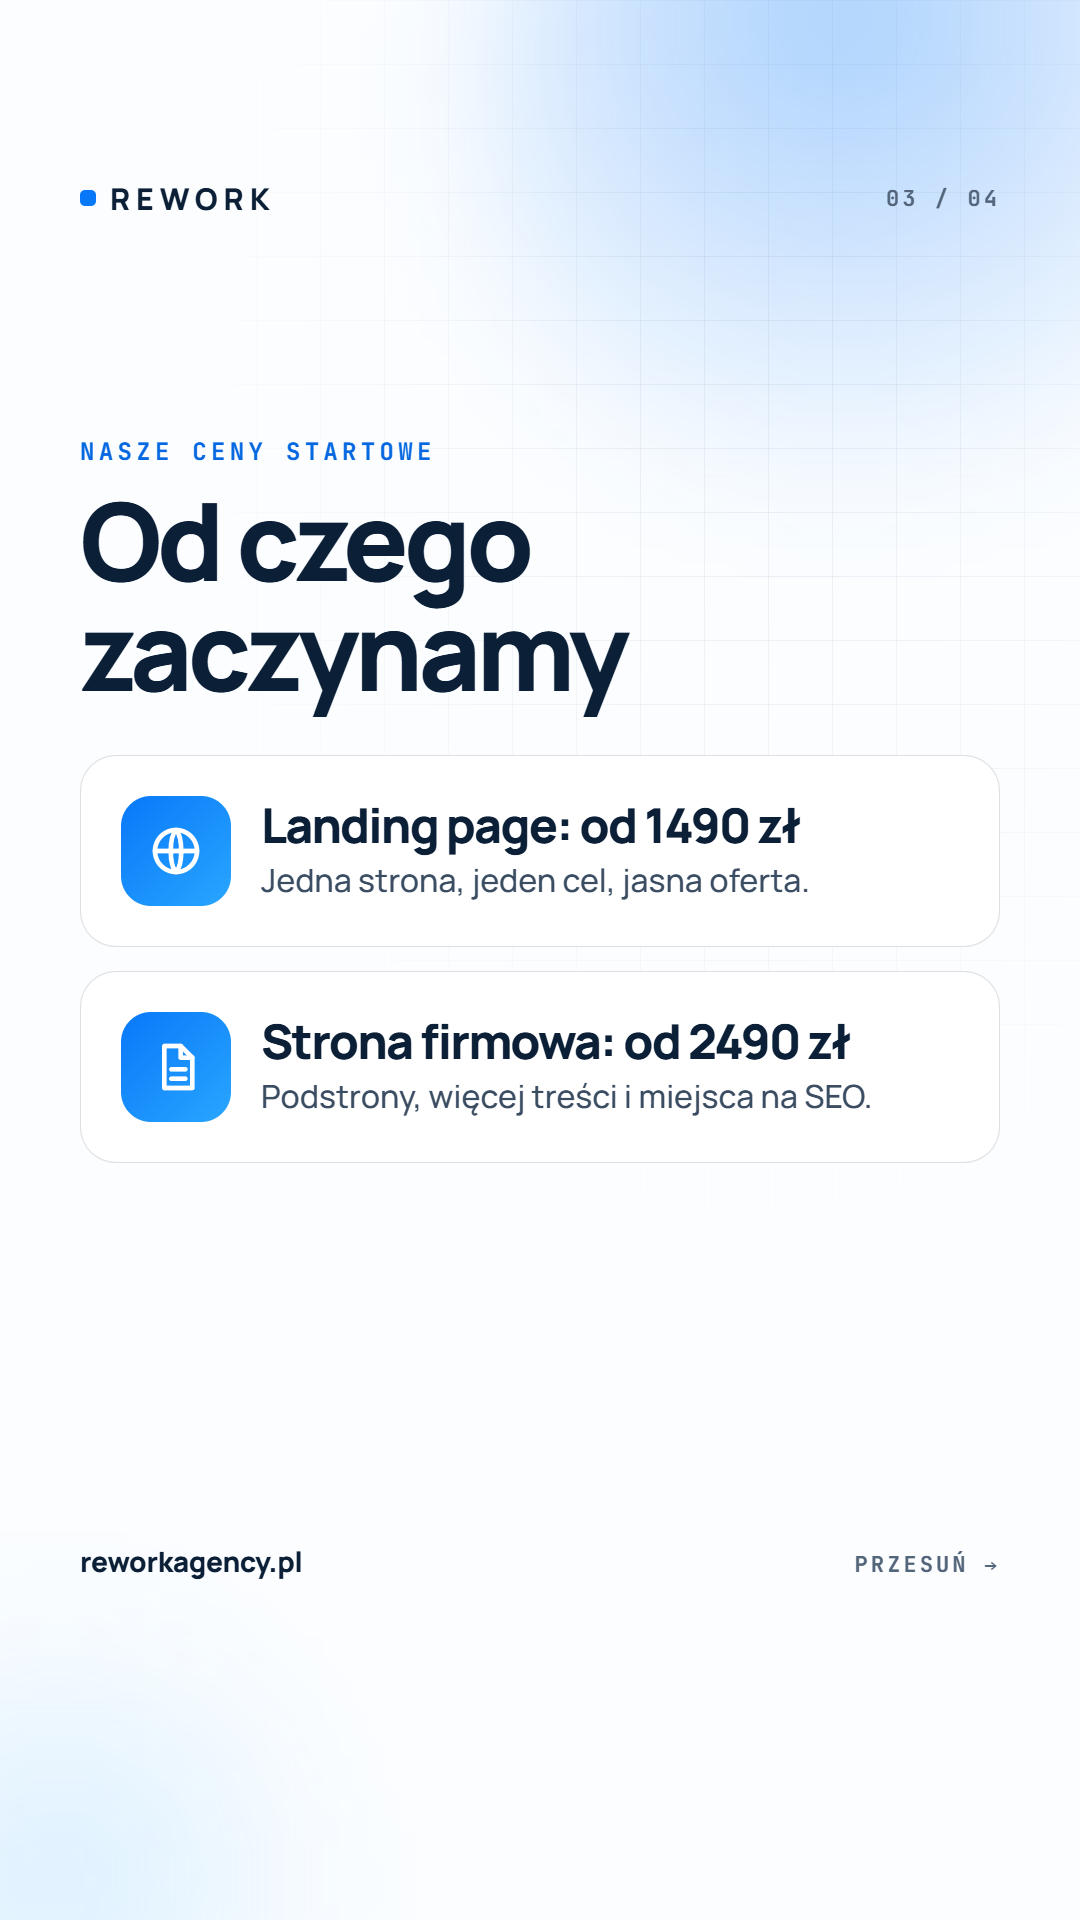 REWORK
03 / 04
NASZE CENY STARTOWE
Od czego
zaczynamy
Landing page: od 1490 zł
Jedna strona, jeden cel, jasna oferta.
Strona firmowa: od 2490 zł
Podstrony, więcej treści i miejsca na SEO.
reworkagency.pl
PRZESUŃ →